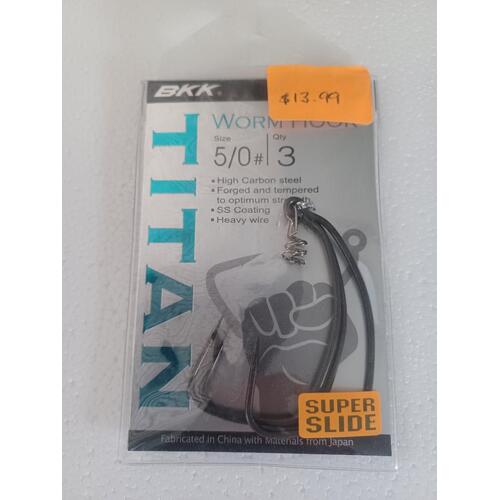 BKK
$13.99
TITAN
WORM HOOK
Size Qty
5/0# 3
• High Carbon steel
• Forged and tempered
to optimum
• SS Coating
• Heavy wire
SUPER
SLIDE
Fabricated in China with Materials from Japan